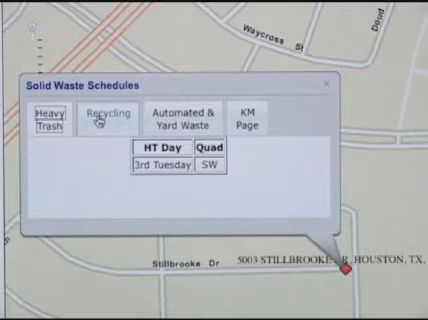 Waycross St
Doud
Solid Waste Schedules
Heavy Trash
Recycling
Automated & Yard Waste
KM Page
HT Day Quad
3rd Tuesday SW
Stillbrooke Dr
5003 STILLBROOKE DR, HOUSTON, TX.